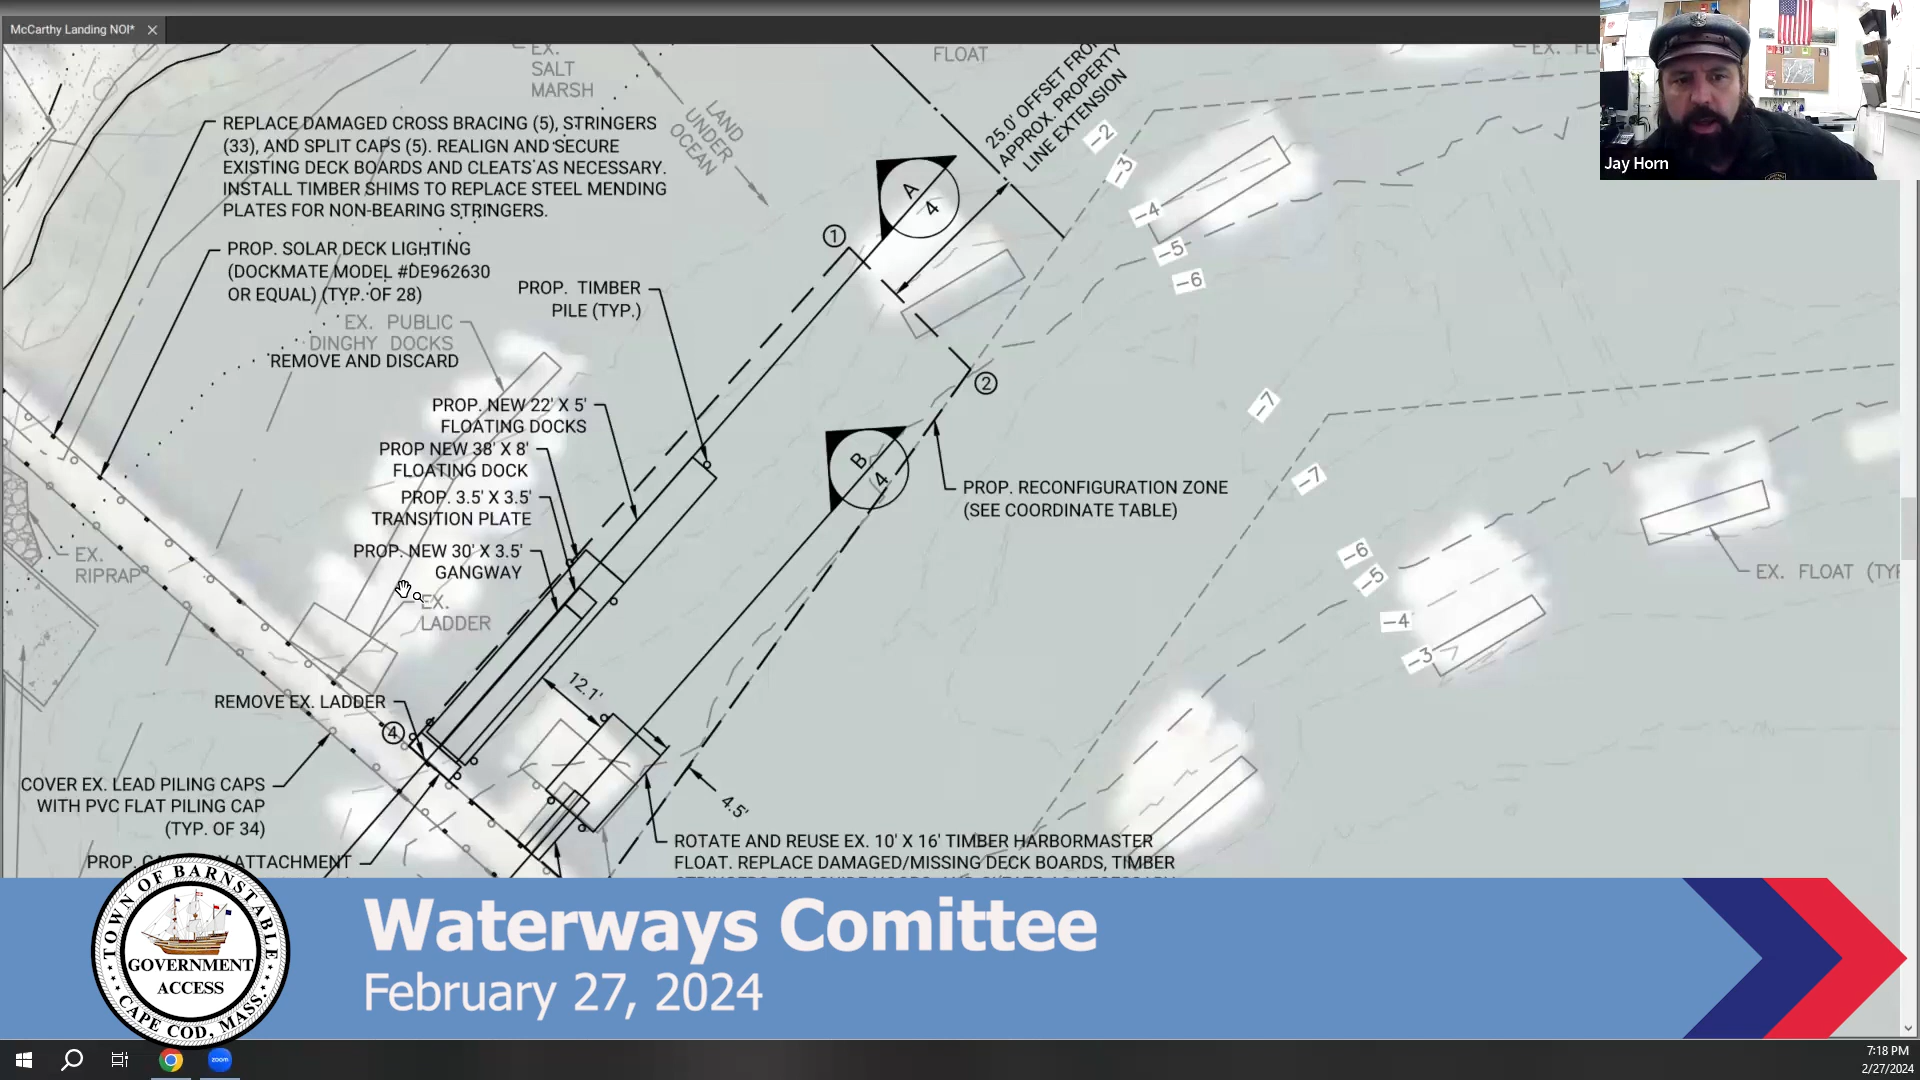 McCarthy Landing NOI*
EX.
SALT
MARSH
FLOAT
EX. FL
Jay Horn
LAND
UNDER
OCEAN
25.0' OFFSET FROM
APPROX. PROPERTY
LINE EXTENSION
REPLACE DAMAGED CROSS BRACING (5), STRINGERS
(33), AND SPLIT CAPS (5). REALIGN AND SECURE
EXISTING DECK BOARDS AND CLEATS AS NECESSARY.
INSTALL TIMBER SHIMS TO REPLACE STEEL MENDING
PLATES FOR NON-BEARING STRINGERS.
-2
-3
-4
-5
-6
A
4
1
PROP. SOLAR DECK LIGHTING
(DOCKMATE MODEL #DE962630
OR EQUAL) (TYP. OF 28)
PROP. TIMBER
PILE (TYP.)
EX. PUBLIC
DINGHY DOCKS
REMOVE AND DISCARD
2
-7
PROP. NEW 22' X 5'
FLOATING DOCKS
PROP NEW 38' X 8'
FLOATING DOCK
B
4
-7
PROP. 3.5' X 3.5'
TRANSITION PLATE
PROP. RECONFIGURATION ZONE
(SEE COORDINATE TABLE)
PROP. NEW 30' X 3.5'
GANGWAY
EX.
RIPRAP
EX.
LADDER
-6
-5
-4
-3
EX. FLOAT (TYP
12.1'
REMOVE EX. LADDER
4
COVER EX. LEAD PILING CAPS
WITH PVC FLAT PILING CAP
(TYP. OF 34)
4.5'
ROTATE AND REUSE EX. 10' X 16' TIMBER HARBORMASTER
FLOAT. REPLACE DAMAGED/MISSING DECK BOARDS, TIMBER
PROP. ATTACHMENT
TOWN OF BARNSTABLE
GOVERNMENT
ACCESS
CAPE COD, MASS.
Waterways Comittee
February 27, 2024
zoom
7:18 PM
2/27/2024